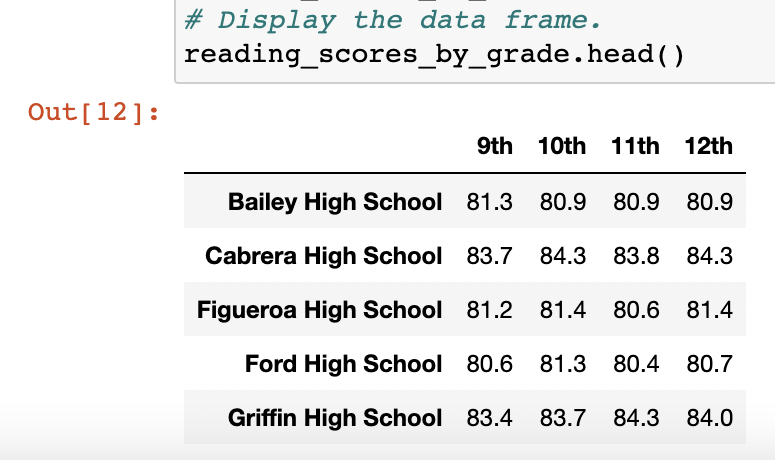 # Display the data frame.
reading_scores_by_grade.head()
Out[12]:
9th 10th 11th 12th
Bailey High School 81.3 80.9 80.9 80.9
Cabrera High School 83.7 84.3 83.8 84.3
Figueroa High School 81.2 81.4 80.6 81.4
Ford High School 80.6 81.3 80.4 80.7
Griffin High School 83.4 83.7 84.3 84.0